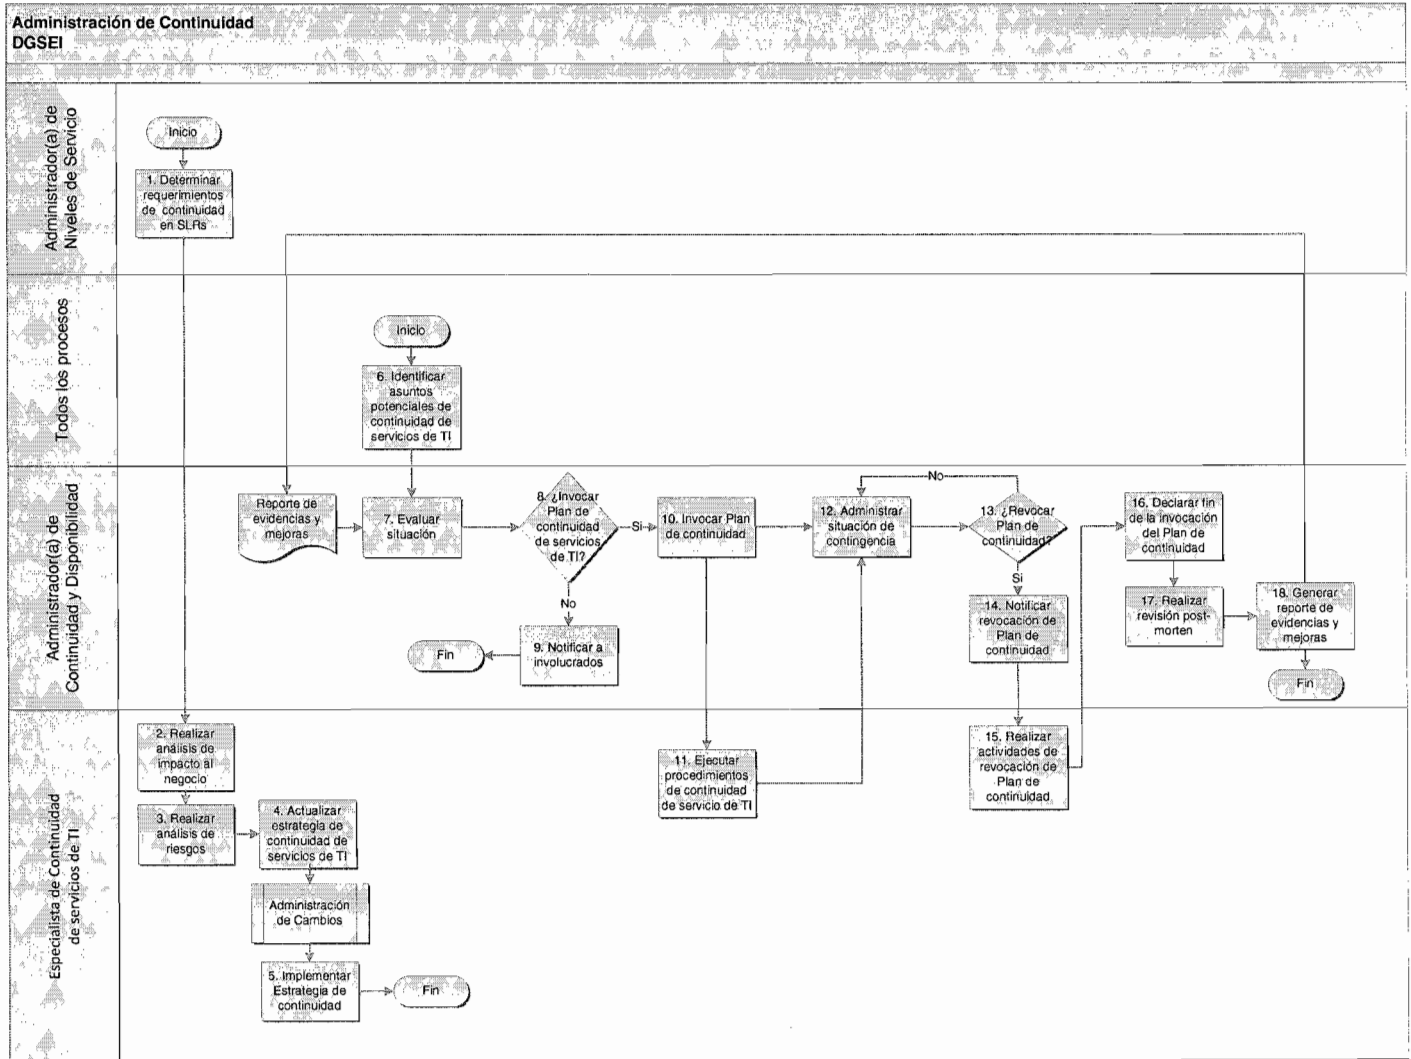 Administración de Continuidad
DGSEI
Administrador(a) de
Niveles de Servicio
Inicio
1. Determinar
requerimientos
de continuidad
en SLRs
Todos los procesos
Inicio
6. Identificar
asuntos
potenciales de
continuidad de
servicios de TI
Administrador(a) de
Continuidad y Disponibilidad
Reporte de
evidencias y
mejoras
7. Evaluar
situación
8. ¿Invocar
Plan de
continuidad
de servicios
de TI?
Si
No
9. Notificar a
involucrados
Fin
10. Invocar Plan
de continuidad
12. Administrar
situación de
contingencia
No
13. ¿Revocar
Plan de
continuidad?
Si
14. Notificar
revocación de
Plan de
continuidad
16. Declarar fin
de la invocación
del Plan de
continuidad
17. Realizar
revisión post-
morten
18. Generar
reporte de
evidencias y
mejoras
Fin
Especialista de Continuidad
de servicios de TI
2. Realizar
análisis de
impacto al
negocio
3. Realizar
análisis de
riesgos
4. Actualizar
estrategia de
continuidad de
servicios de TI
Administración
de Cambios
5. Implementar
Estrategia de
continuidad
Fin
11. Ejecutar
procedimientos
de continuidad
de servicio de TI
15. Realizar
actividades de
revocación de
Plan de
continuidad